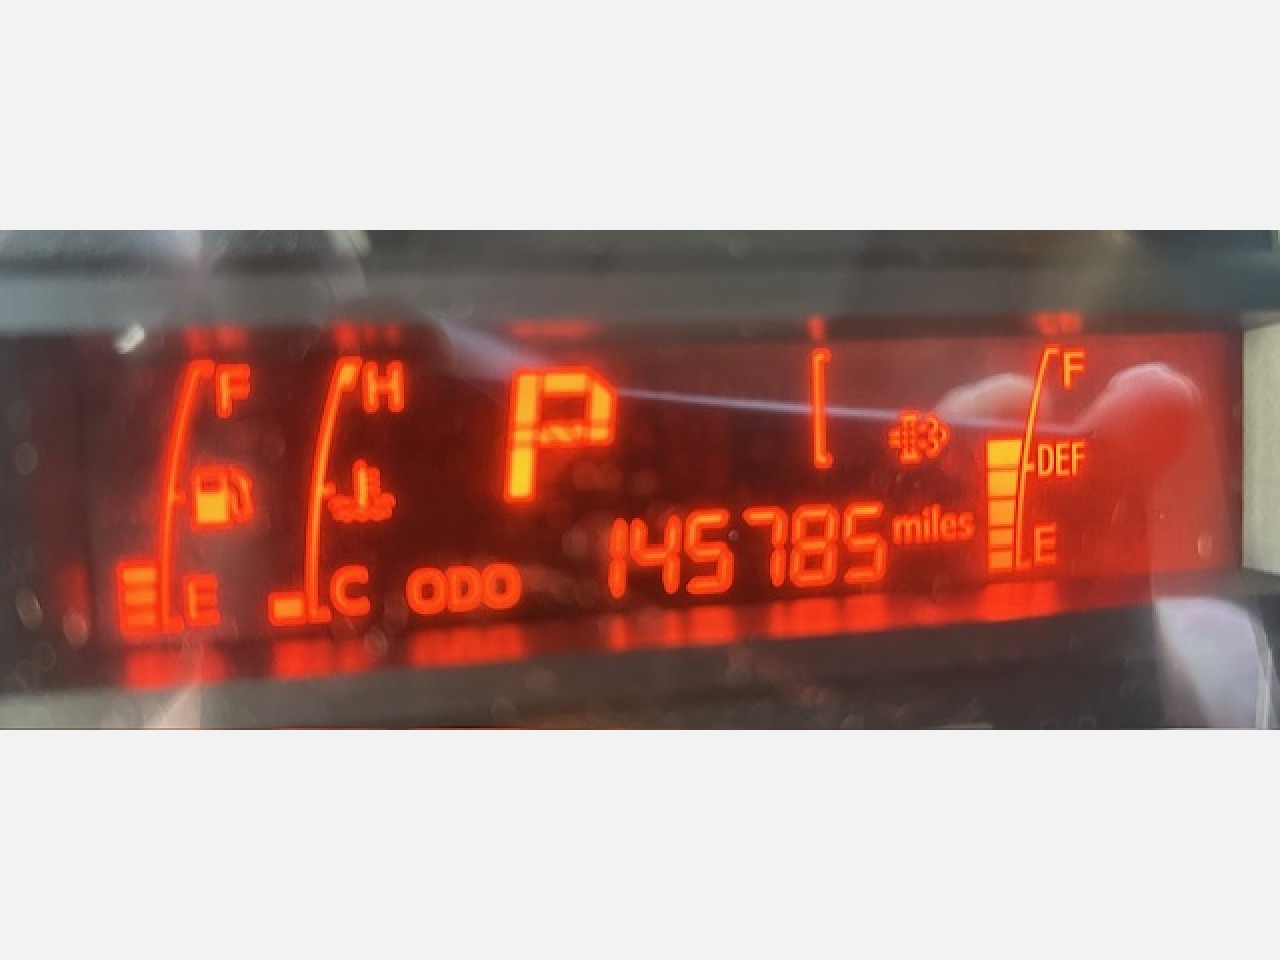 F H P F
DEF
145785 miles E
E C ODO